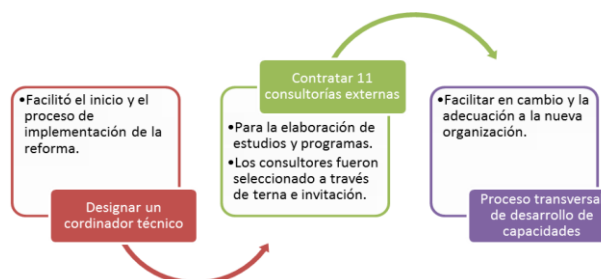 •Facilitó el inicio y el
proceso de
implementación de la
reforma.
Designar un
cordinador técnico
Contratar 11
consultorías externas
•Para la elaboración de
estudios y programas.
•Los consultores fueron
seleccionado a través
de terna e invitación.
•Facilitar en cambio y la
adecuación a la nueva
organización.
Proceso transversa
de desarrollo de
capacidades